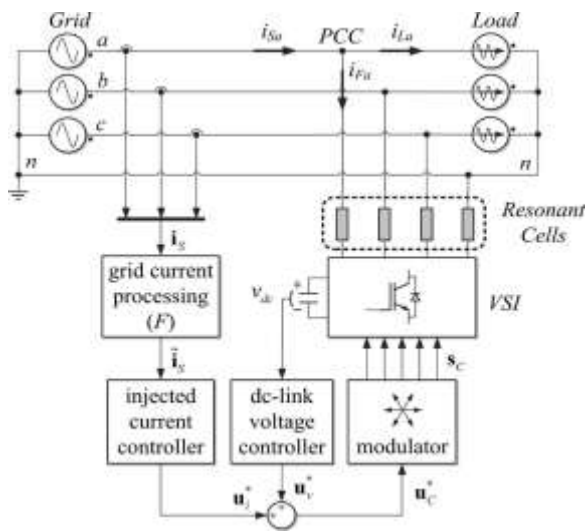 Grid
a
i_Sa
PCC
i_La
Load
i_Fa
b
c
n
n
Resonant
Cells
î_S
grid current
processing
(F)
v_dc
VSI
ĩ_S
s_C
injected
current
controller
dc-link
voltage
controller
modulator
u_i^*
u_v^*
u_C^*